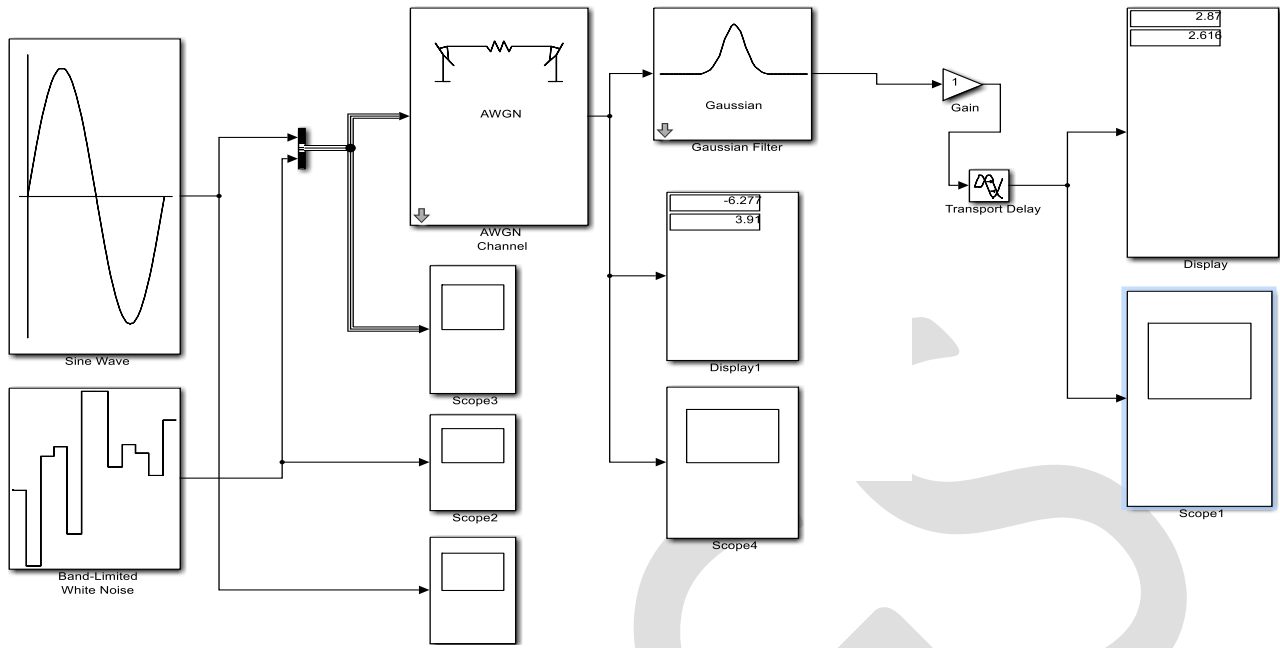 Sine Wave
Band-Limited
White Noise
AWGN
AWGN
Channel
Scope3
Scope2
Gaussian
Gaussian Filter
-6.277
3.91
Display1
Scope4
1
Gain
Transport Delay
2.87
2.616
Display
Scope1